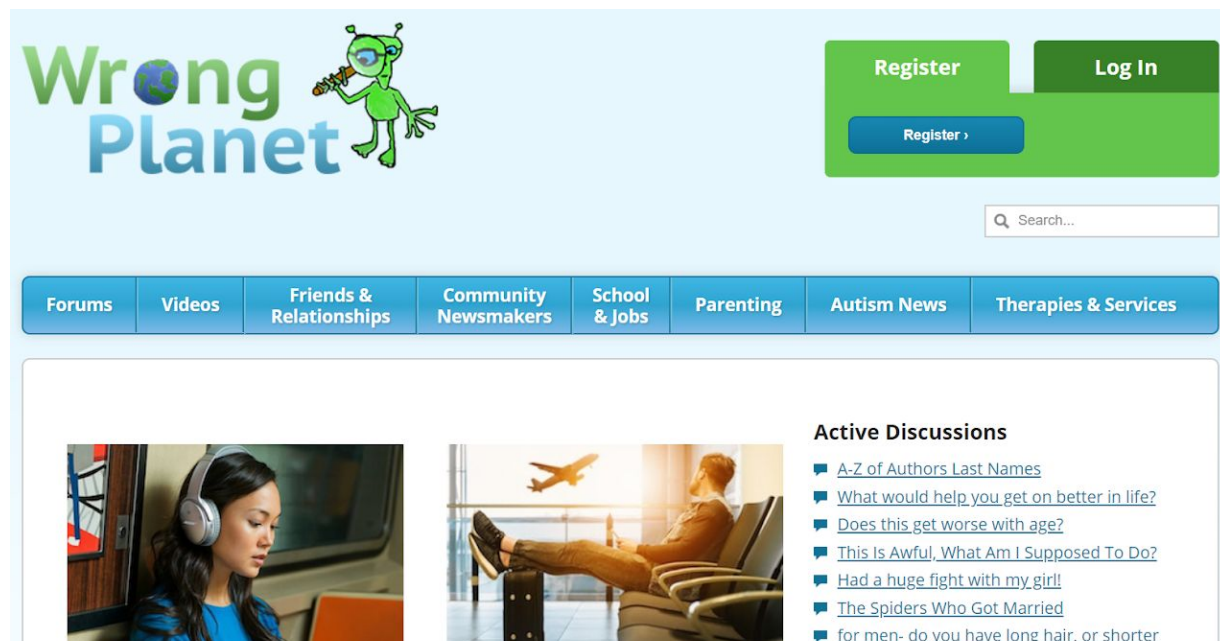 Wrong
Planet
Register
Log In
Register ›
Search...
Forums
Videos
Friends &
Relationships
Community
Newsmakers
School
& Jobs
Parenting
Autism News
Therapies & Services
Active Discussions
A-Z of Authors Last Names
What would help you get on better in life?
Does this get worse with age?
This Is Awful, What Am I Supposed To Do?
Had a huge fight with my girl!
The Spiders Who Got Married
for men- do you have long hair, or shorter